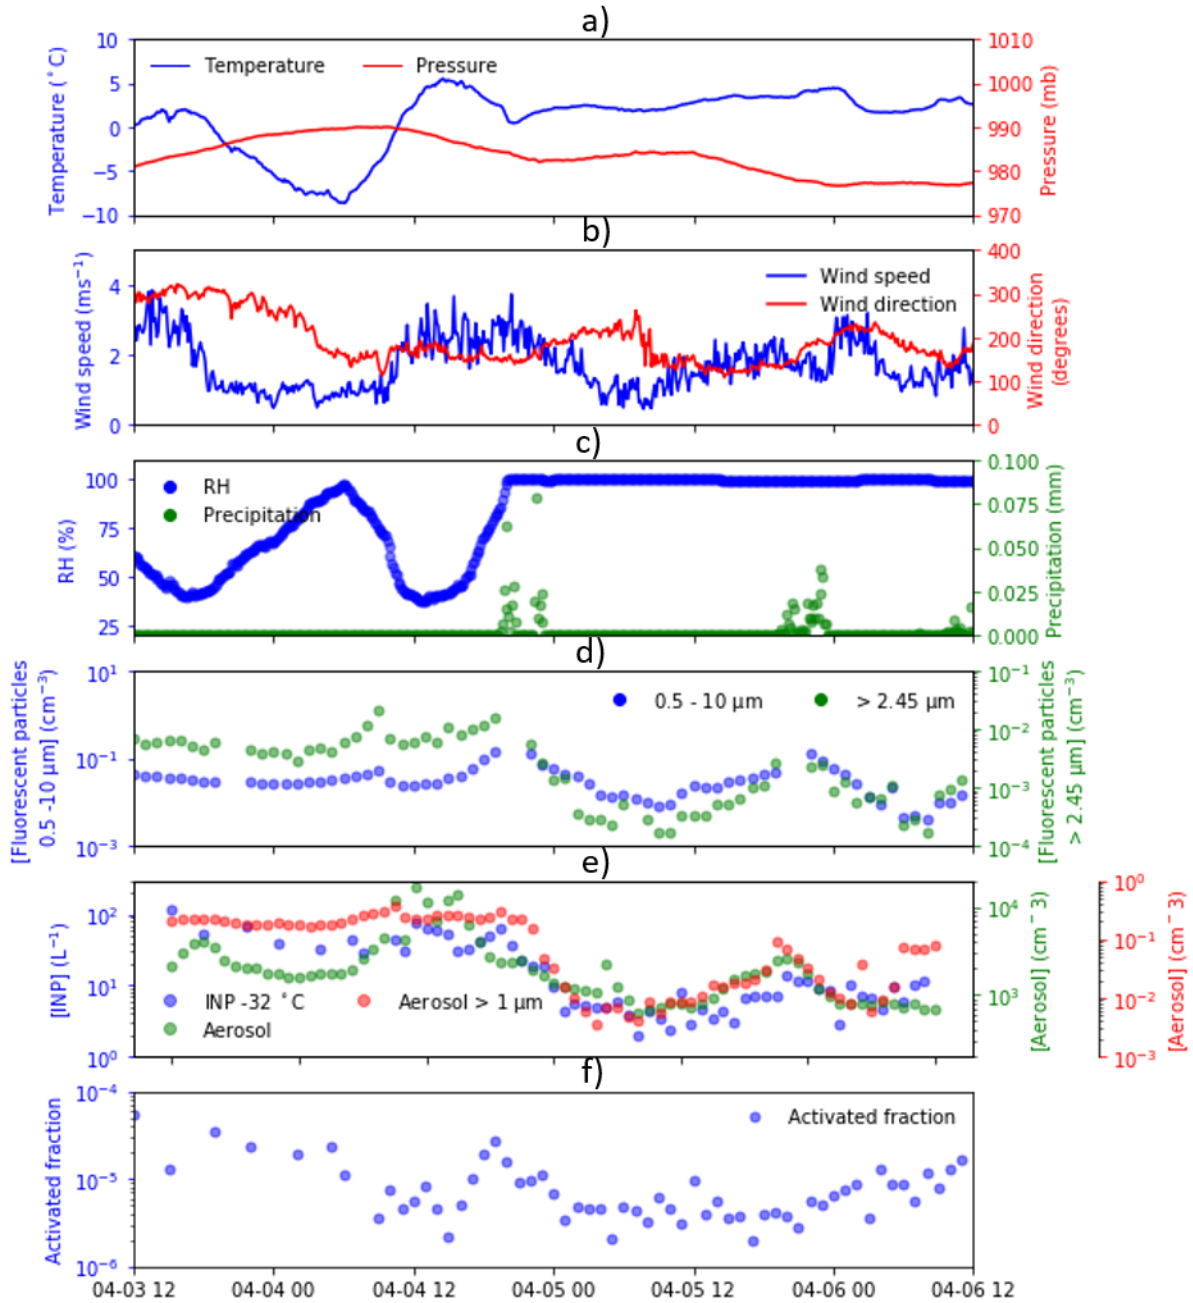 a)
Temperature (˚C)
10
5
0
−5
−10
Temperature
Pressure
1010
1000
990
980
970
Pressure (mb)
b)
Wind speed (ms⁻¹)
4
2
0
Wind speed
Wind direction
400
300
200
100
0
Wind direction
(degrees)
c)
RH (%)
100
75
50
25
RH
Precipitation
0.100
0.075
0.050
0.025
0.000
Precipitation (mm)
d)
[Fluorescent particles
0.5 -10 µm] (cm⁻³)
10¹
10⁻¹
10⁻³
0.5 - 10 µm
> 2.45 µm
10⁻¹
10⁻²
10⁻³
10⁻⁴
[Fluorescent particles
> 2.45 µm] (cm⁻³)
e)
[INP] (L⁻¹)
10²
10¹
10⁰
INP -32 ˚C
Aerosol > 1 µm
Aerosol
10⁴
10³
[Aerosol] (cm⁻3)
10⁰
10⁻¹
10⁻²
10⁻³
[Aerosol] (cm⁻3)
f)
Activated fraction
10⁻⁴
10⁻⁵
10⁻⁶
Activated fraction
04-03 12
04-04 00
04-04 12
04-05 00
04-05 12
04-06 00
04-06 12